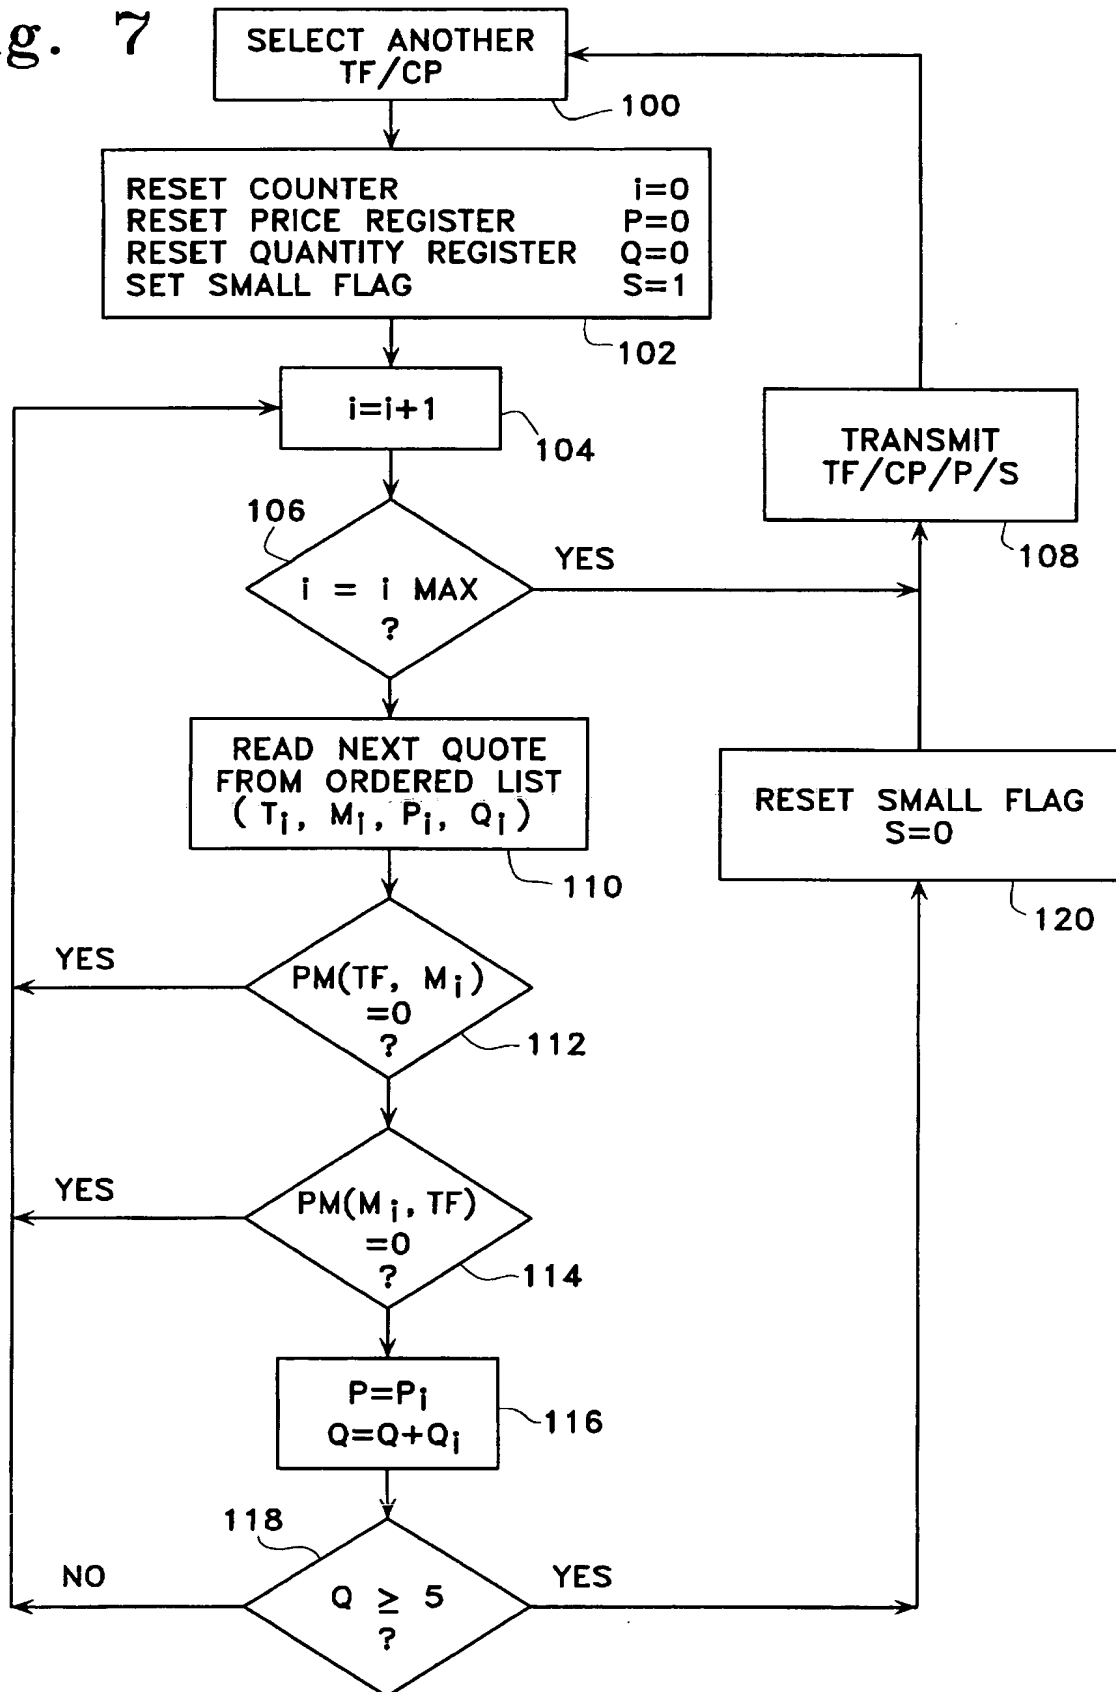 g. 7
SELECT ANOTHER
TF/CP
100
RESET COUNTER i=0
RESET PRICE REGISTER P=0
RESET QUANTITY REGISTER Q=0
SET SMALL FLAG S=1
102
i=i+1
104
TRANSMIT
TF/CP/P/S
108
106
i = i MAX
?
YES
READ NEXT QUOTE
FROM ORDERED LIST
( Ti, Mi, Pi, Qi )
110
RESET SMALL FLAG
S=0
120
YES
PM(TF, Mi)
=0
?
112
YES
PM(Mi, TF)
=0
?
114
P=Pi
Q=Q+Qi
116
118
NO
Q ≥ 5
?
YES